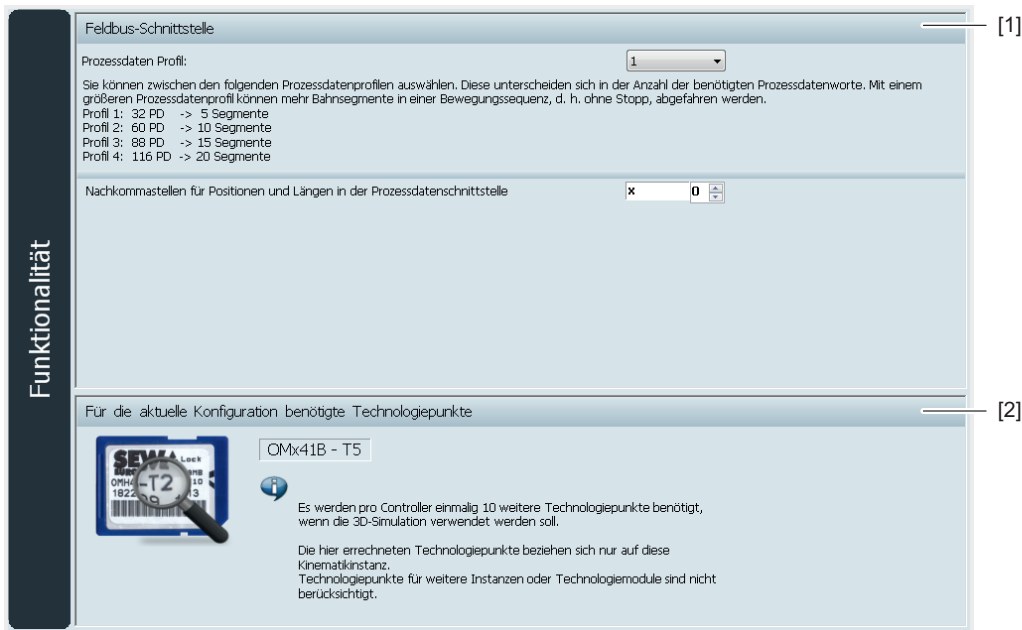 Feldbus-Schnittstelle
[1]
Prozessdaten Profil:
1
Sie können zwischen den folgenden Prozessdatenprofilen auswählen. Diese unterscheiden sich in der Anzahl der benötigten Prozessdatenworte. Mit einem
größeren Prozessdatenprofil können mehr Bahnsegmente in einer Bewegungssequenz, d. h. ohne Stopp, abgefahren werden.
Profil 1: 32 PD -> 5 Segmente
Profil 2: 60 PD -> 10 Segmente
Profil 3: 88 PD -> 15 Segmente
Profil 4: 116 PD -> 20 Segmente
Nachkommastellen für Positionen und Längen in der Prozessdatenschnittstelle
x 0
Funktionalität
Für die aktuelle Konfiguration benötigte Technologiepunkte
[2]
SEW
Lock
-T2
OMx41B - T5
Es werden pro Controller einmalig 10 weitere Technologiepunkte benötigt,
wenn die 3D-Simulation verwendet werden soll.
Die hier errechneten Technologiepunkte beziehen sich nur auf diese
Kinematikinstanz.
Technologiepunkte für weitere Instanzen oder Technologiemodule sind nicht
berücksichtigt.